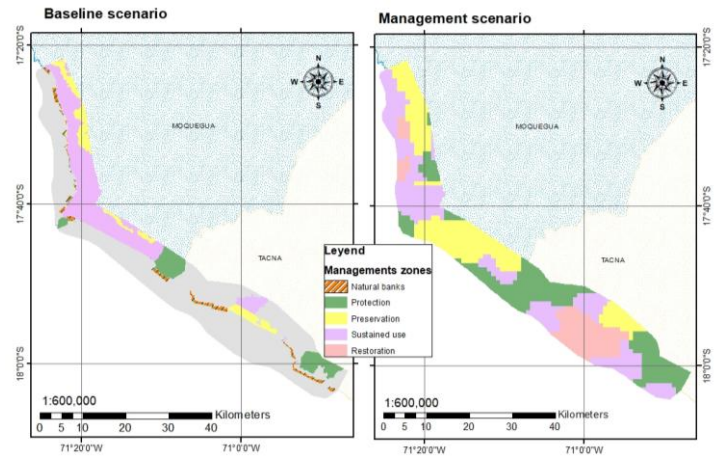 Baseline scenario
17°20'0"S
17°40'0"S
18°0'0"S
N
W E
S
MOQUEGUA
TACNA
1:600,000
Kilometers
0 5 10 20 30 40
71°20'0"W
71°0'0"W
Leyend
Managements zones
Natural banks
Protection
Preservation
Sustained use
Restoration
Management scenario
N
W E
S
MOQUEGUA
TACNA
1:600,000
Kilometers
0 5 10 20 30 40
71°20'0"W
71°0'0"W
17°20'0"S
17°40'0"S
18°0'0"S